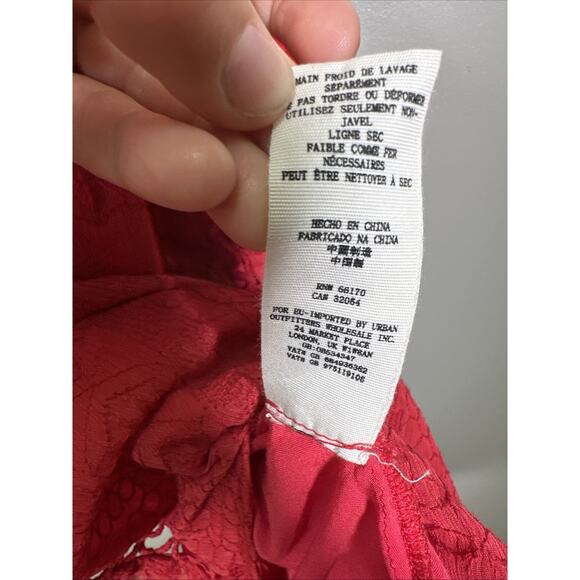 MAIN FROID DE LAVAGE
SÉPARÉMENT
E PAS TORDRE OU DÉFORMER
UTILISEZ SEULEMENT NON-
JAVEL
LIGNE SEC
FAIBLE COMME FER
NÉCESSAIRES
PEUT ÊTRE NETTOYER À SEC
HECHO EN CHINA
FABRICADO NA CHINA
中國制造
中国製
RN# 66170
CA# 32054
FOR EU-IMPORTED BY URBAN
OUTFITTERS WHOLESALE INC.
24 MARKET PLACE
LONDON, UK W1W8AN
GB:08534347
VAT# GB 664936362
VAT# GB 975119106